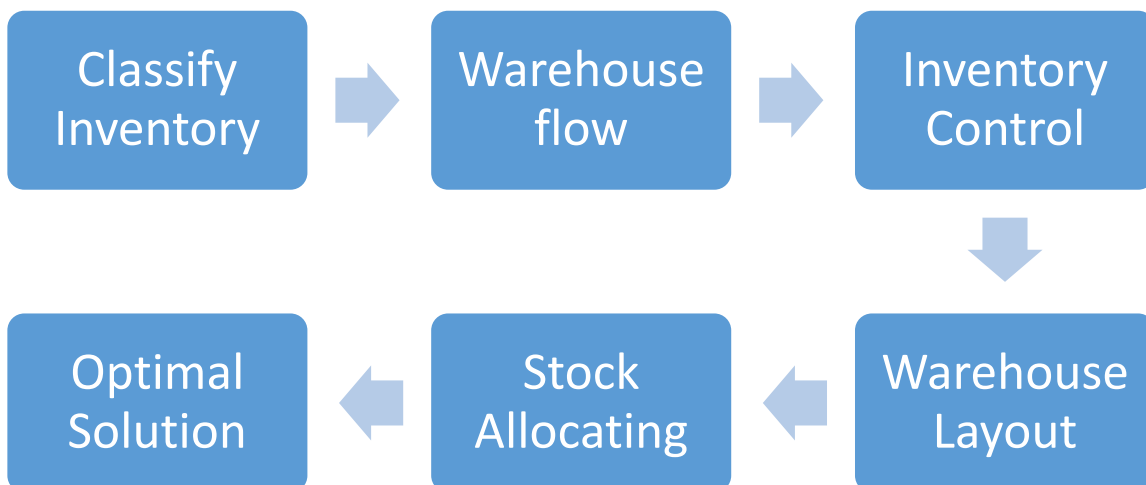 Classify
Inventory
Warehouse
flow
Inventory
Control
Warehouse
Layout
Stock
Allocating
Optimal
Solution